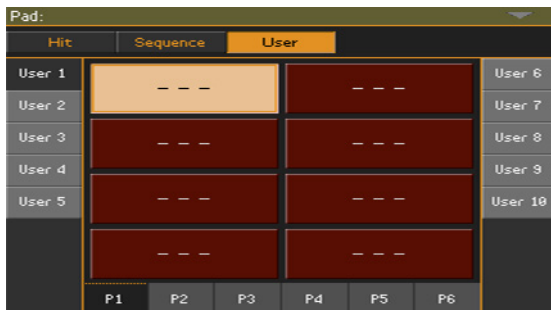 Pad:
Hit Sequence User
User 1 - - - - - - User 6
User 2 User 7
User 3 - - - - - - User 8
User 4 - - - - - - User 9
User 5 User 10
- - - - - -
P1 P2 P3 P4 P5 P6